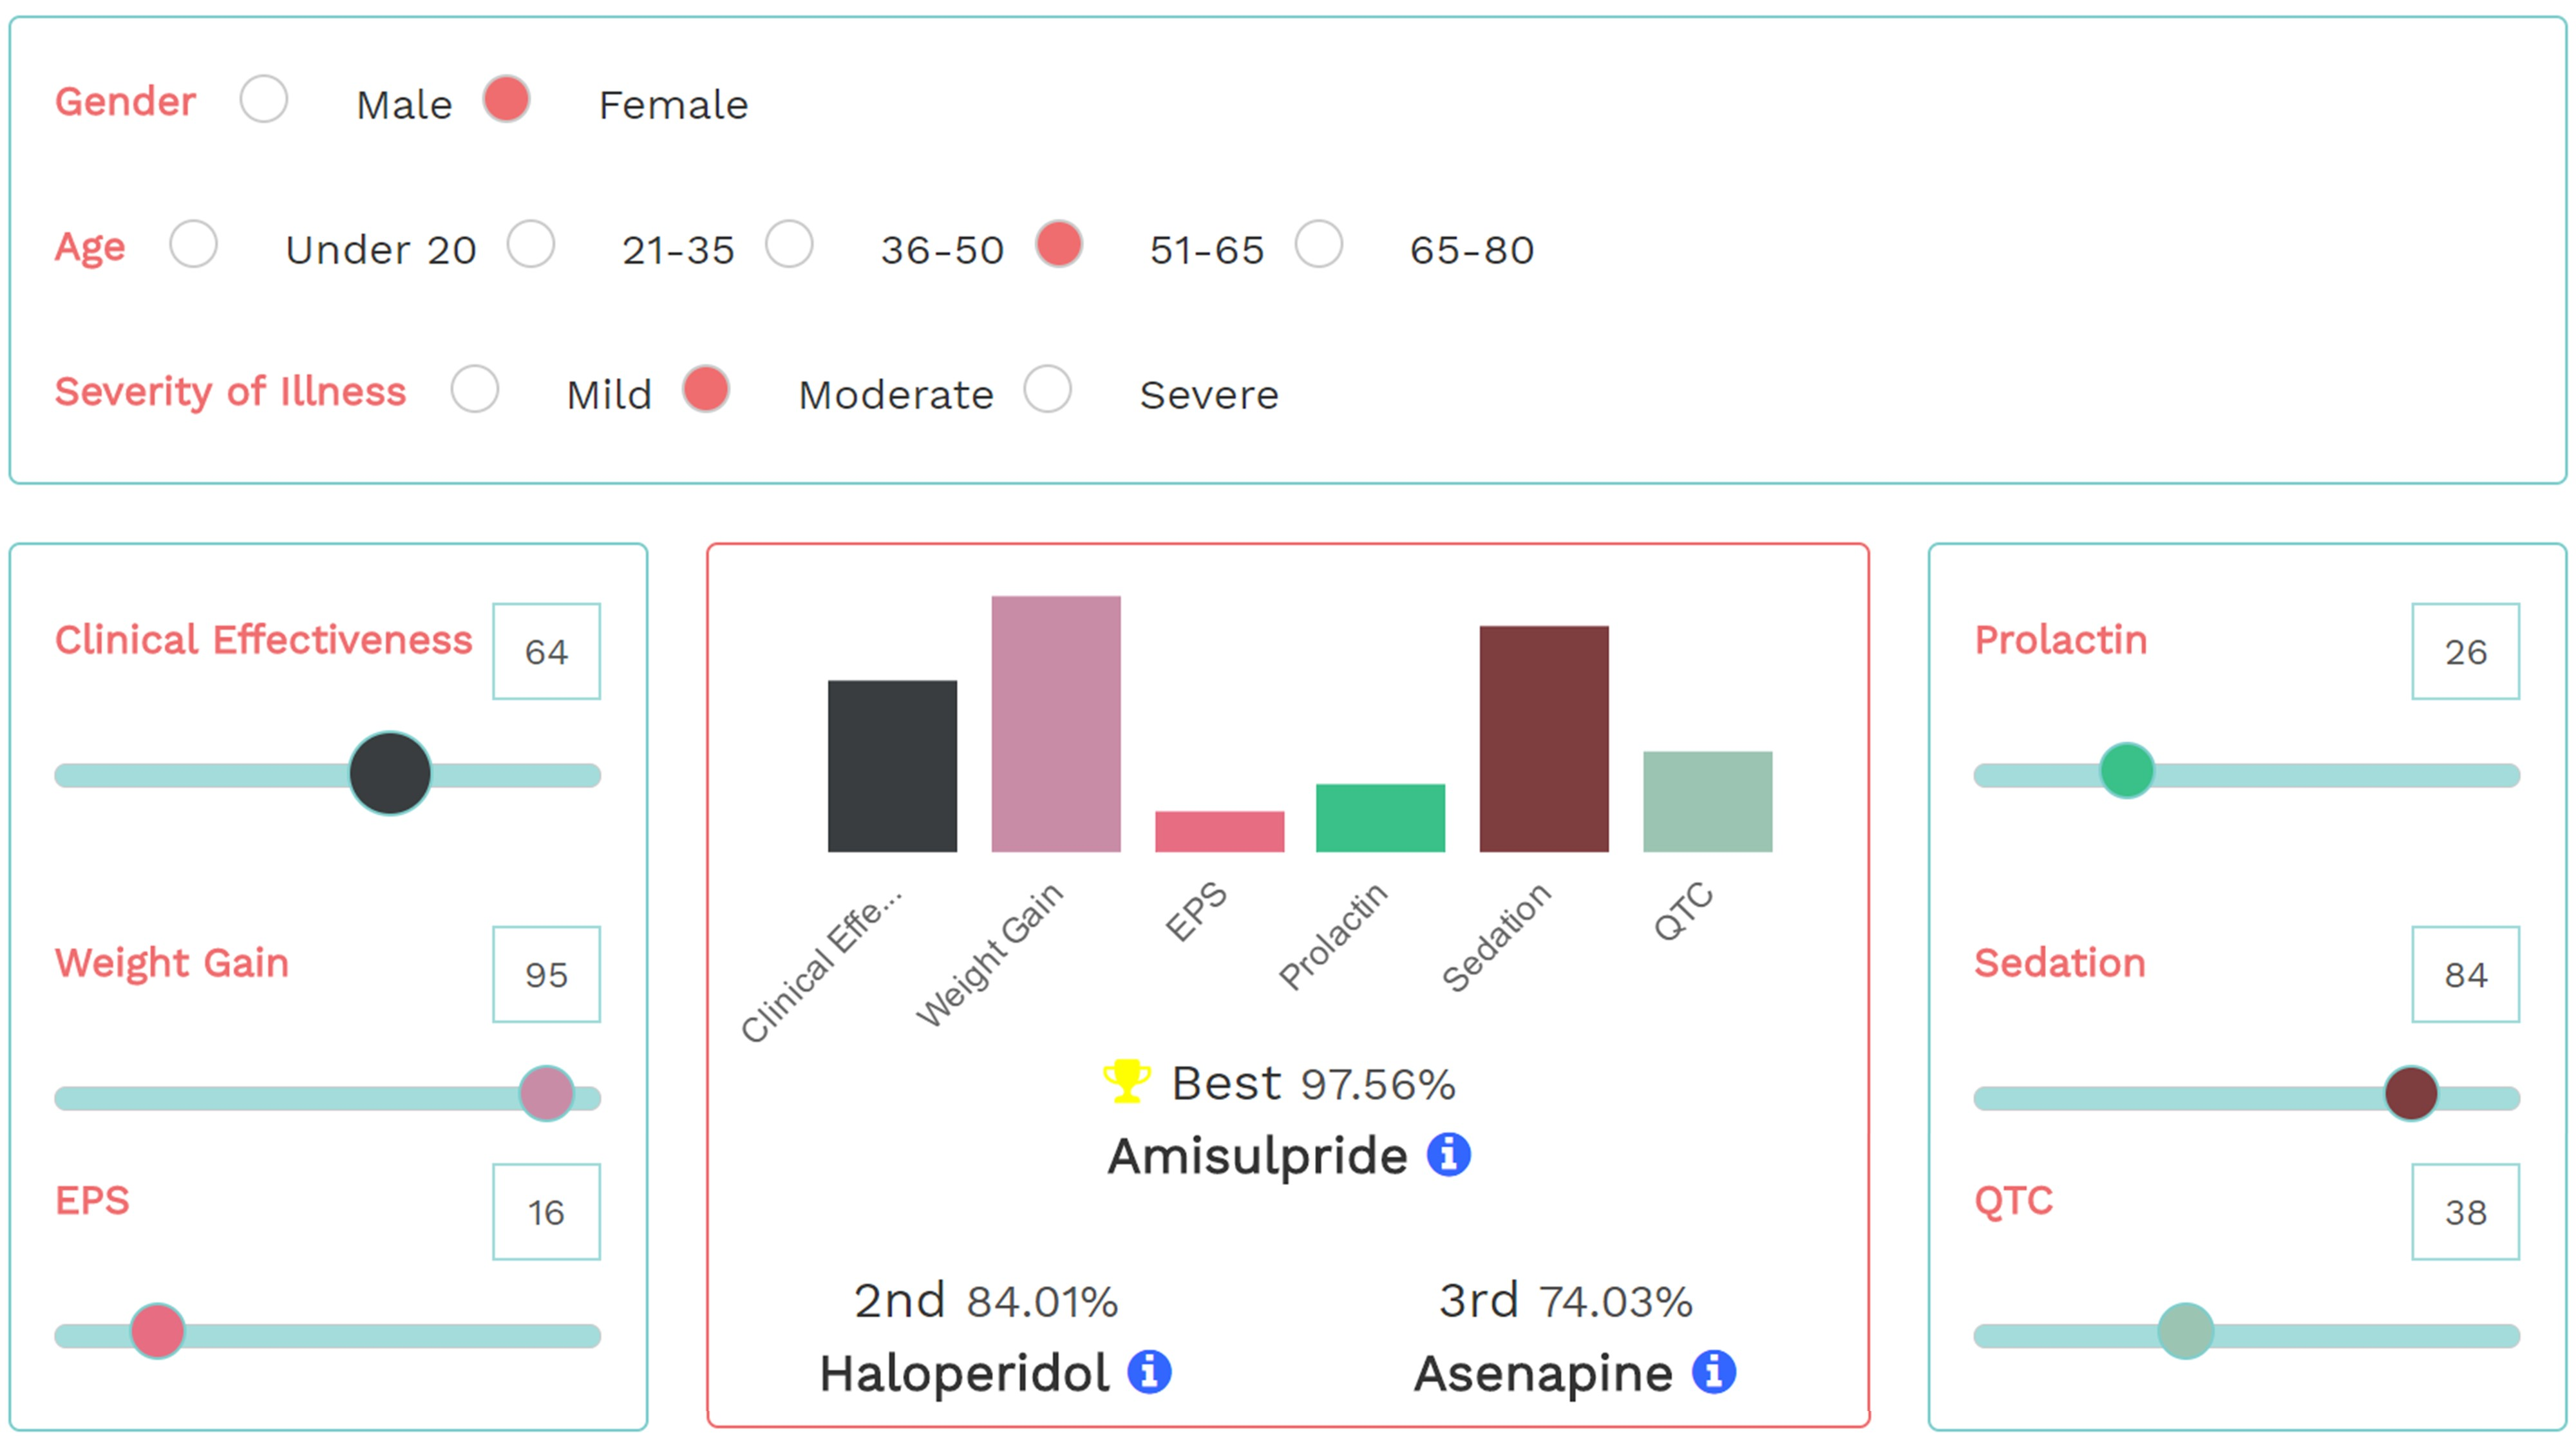 Gender Male Female
Age Under 20 21-35 36-50 51-65 65-80
Severity of Illness Mild Moderate Severe
Clinical Effectiveness 64
Weight Gain 95
EPS 16
Clinical Effe...
Weight Gain
EPS
Prolactin
Sedation
QTC
Best 97.56%
Amisulpride
2nd 84.01%
Haloperidol
3rd 74.03%
Asenapine
Prolactin 26
Sedation 84
QTC 38